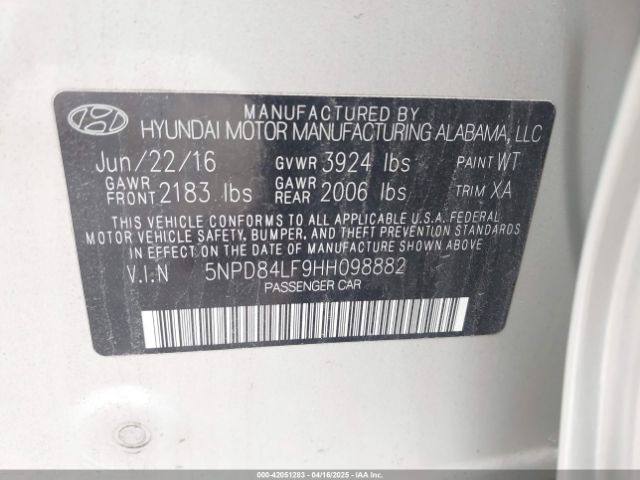 MANUFACTURED BY
HYUNDAI MOTOR MANUFACTURING ALABAMA, LLC
Jun/22/16 GVWR 3924 lbs PAINT WT
GAWR FRONT 2183 lbs GAWR REAR 2006 lbs TRIM XA
THIS VEHICLE CONFORMS TO ALL APPLICABLE U.S.A. FEDERAL
MOTOR VEHICLE SAFETY, BUMPER, AND THEFT PREVENTION STANDARDS
IN EFFECT ON THE DATE OF MANUFACTURE SHOWN ABOVE.
V.I.N 5NPD84LF9HH098882
PASSENGER CAR
000-42051283 - 04/16/2025 - IAAI.COM